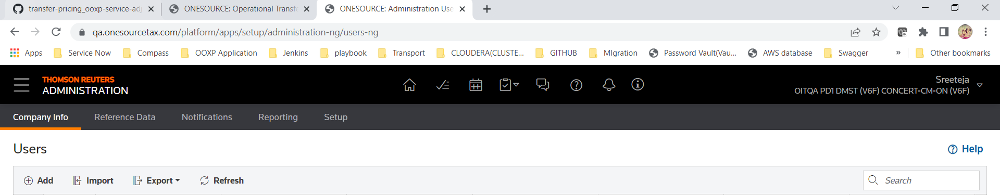 transfer-pricing_ooxp-service-adj
ONESOURCE: Operational Transfe
ONESOURCE: Administration Use
qa.onesourcetax.com/platform/apps/setup/administration-ng/users-ng
Apps Service Now Compass OOXP Application Jenkins playbook Transport CLOUDERA(CLUSTE... GITHUB MIgration Password Vault(Vau... AWS database Swagger » Other bookmarks
THOMSON REUTERS
ADMINISTRATION
Sreeteja
OITQA PD1 DMST (V6F) CONCERT-CM-ON (V6F)
Company Info Reference Data Notifications Reporting Setup
Users
Help
Add Import Export Refresh Search